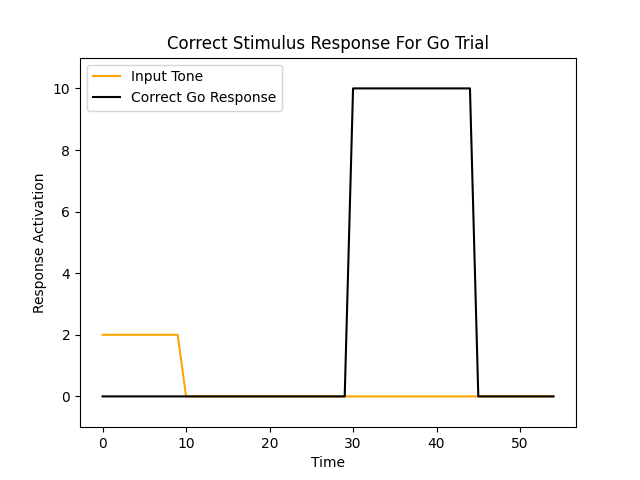 Correct Stimulus Response For Go Trial
Input Tone
Correct Go Response
Response Activation
10
8
6
4
2
0
0 10 20 30 40 50
Time